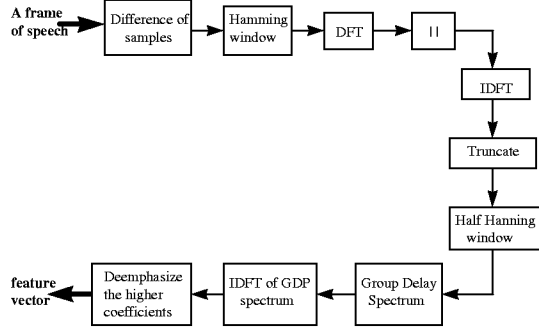 A frame
of speech
Difference of
samples
Hamming
window
DFT
||
IDFT
Truncate
Half Hanning
window
Group Delay
Spectrum
IDFT of GDP
spectrum
Deemphasize
the higher
coefficients
feature
vector